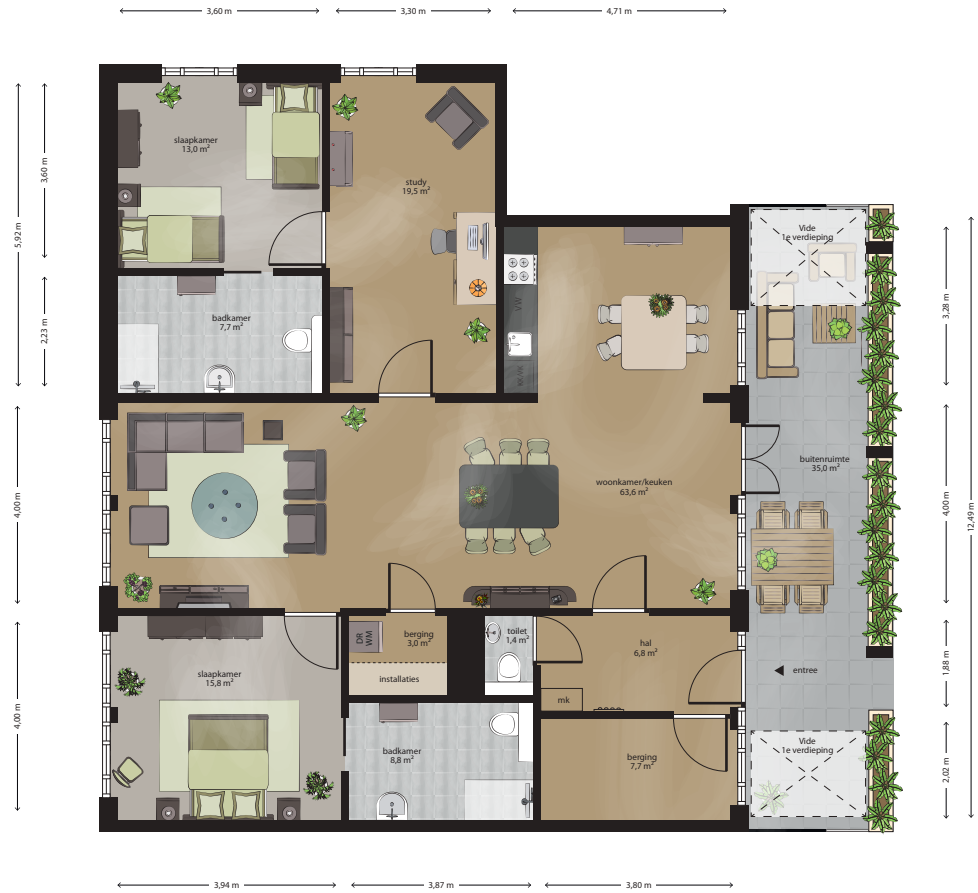 3,60 m
3,30 m
4,71 m
5,92 m
3,60 m
2,23 m
4,00 m
4,00 m
slaapkamer
13,0 m²
study
19,5 m²
badkamer
7,7 m²
VW
KK,VW
Vide
1e verdieping
woonkamer/keuken
63,6 m²
buitenruimte
35,0 m²
slaapkamer
15,8 m²
DR
WM
berging
3,0 m²
installaties
toilet
1,4 m²
hal
6,8 m²
mk
entree
badkamer
8,8 m²
berging
7,7 m²
Vide
1e verdieping
3,28 m
4,00 m
12,49 m
1,88 m
2,02 m
3,94 m
3,87 m
3,80 m